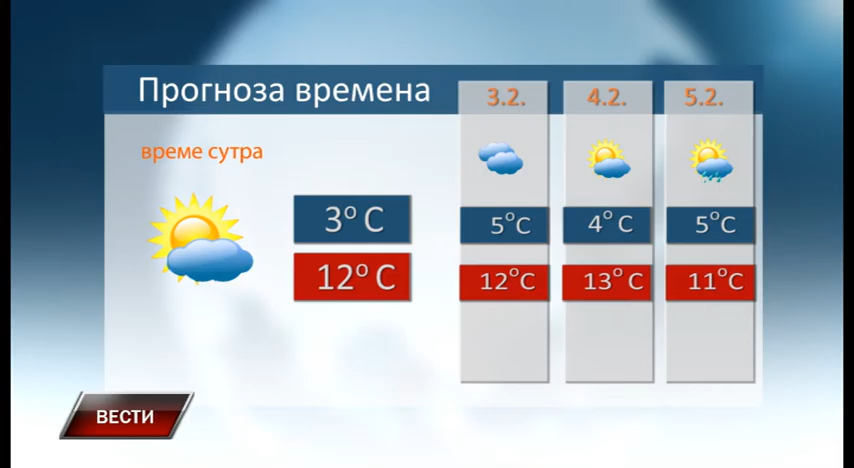 Прогноза времена
време сутра
3° C
12° C
3.2. 4.2. 5.2.
5°C 4° C 5°C
12°C 13° C 11°C
ВЕСТИ